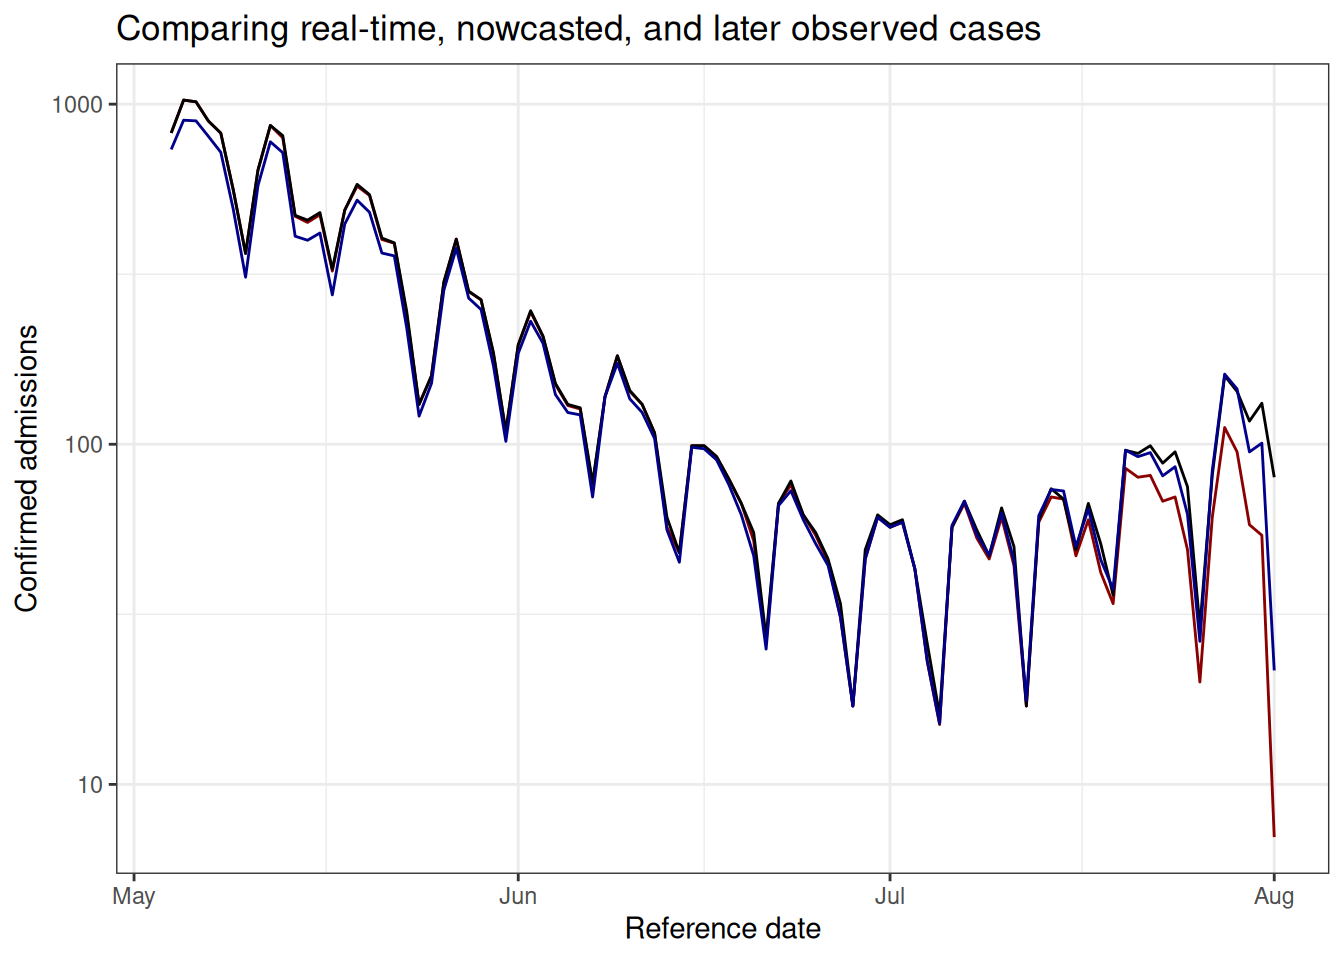 Comparing real-time, nowcasted, and later observed cases
Confirmed admissions
1000
100
10
May Jun Jul Aug
Reference date